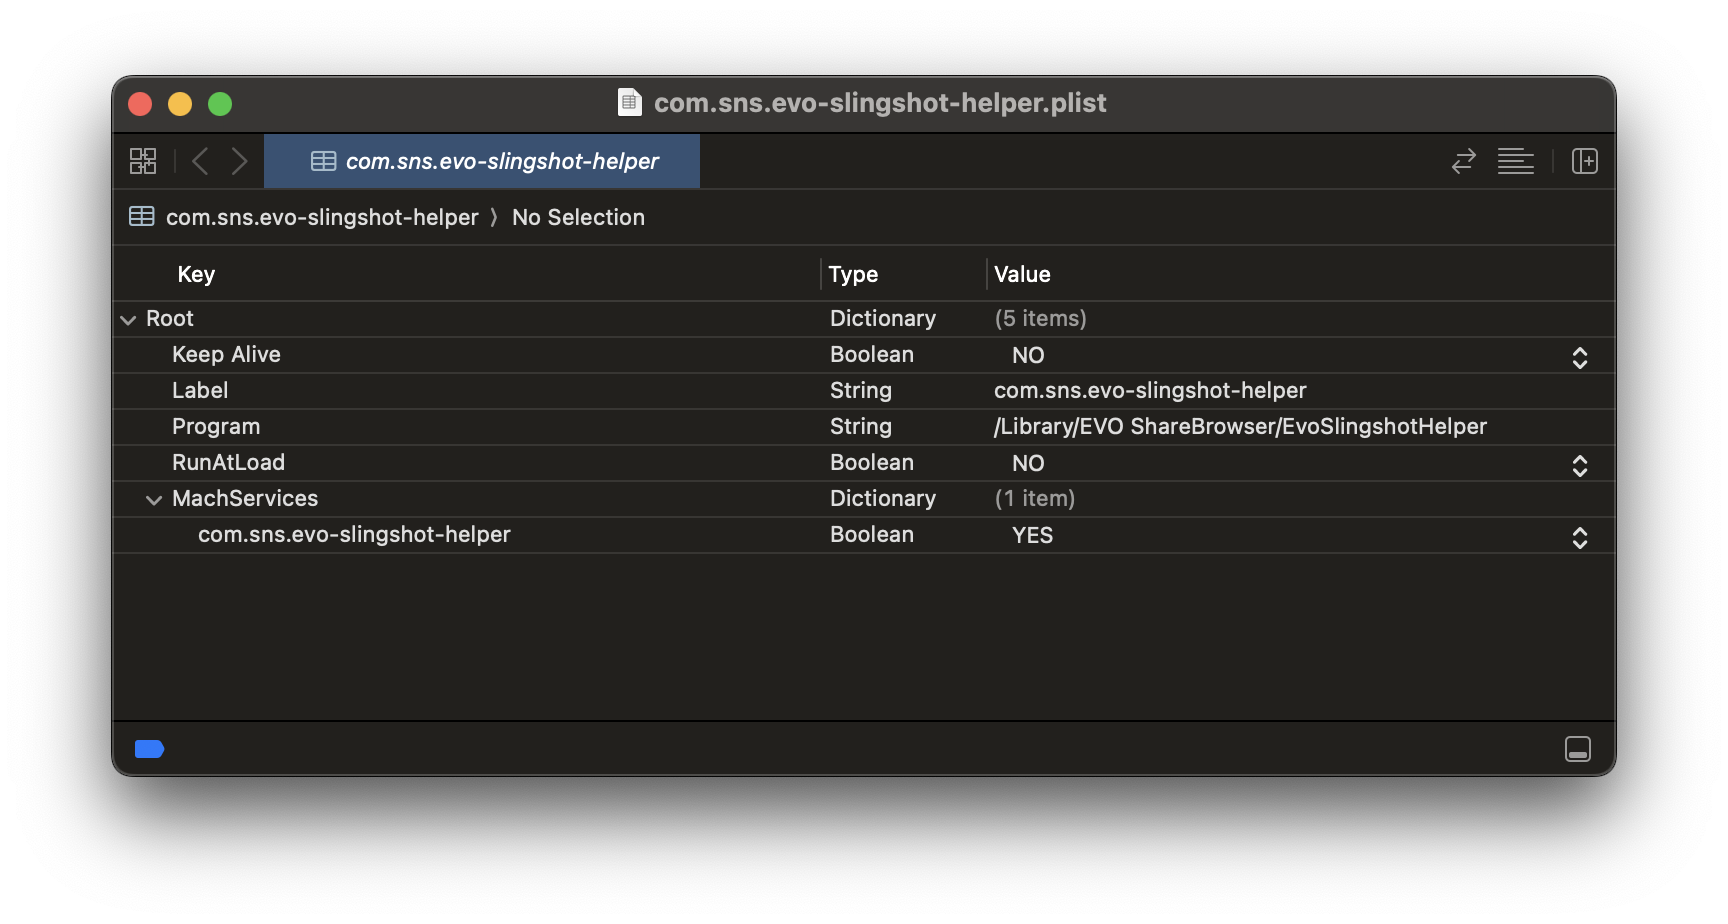 com.sns.evo-slingshot-helper.plist
com.sns.evo-slingshot-helper
com.sns.evo-slingshot-helper 〉 No Selection
Key Type Value
Root Dictionary (5 items)
Keep Alive Boolean NO
Label String com.sns.evo-slingshot-helper
Program String /Library/EVO ShareBrowser/EvoSlingshotHelper
RunAtLoad Boolean NO
MachServices Dictionary (1 item)
com.sns.evo-slingshot-helper Boolean YES